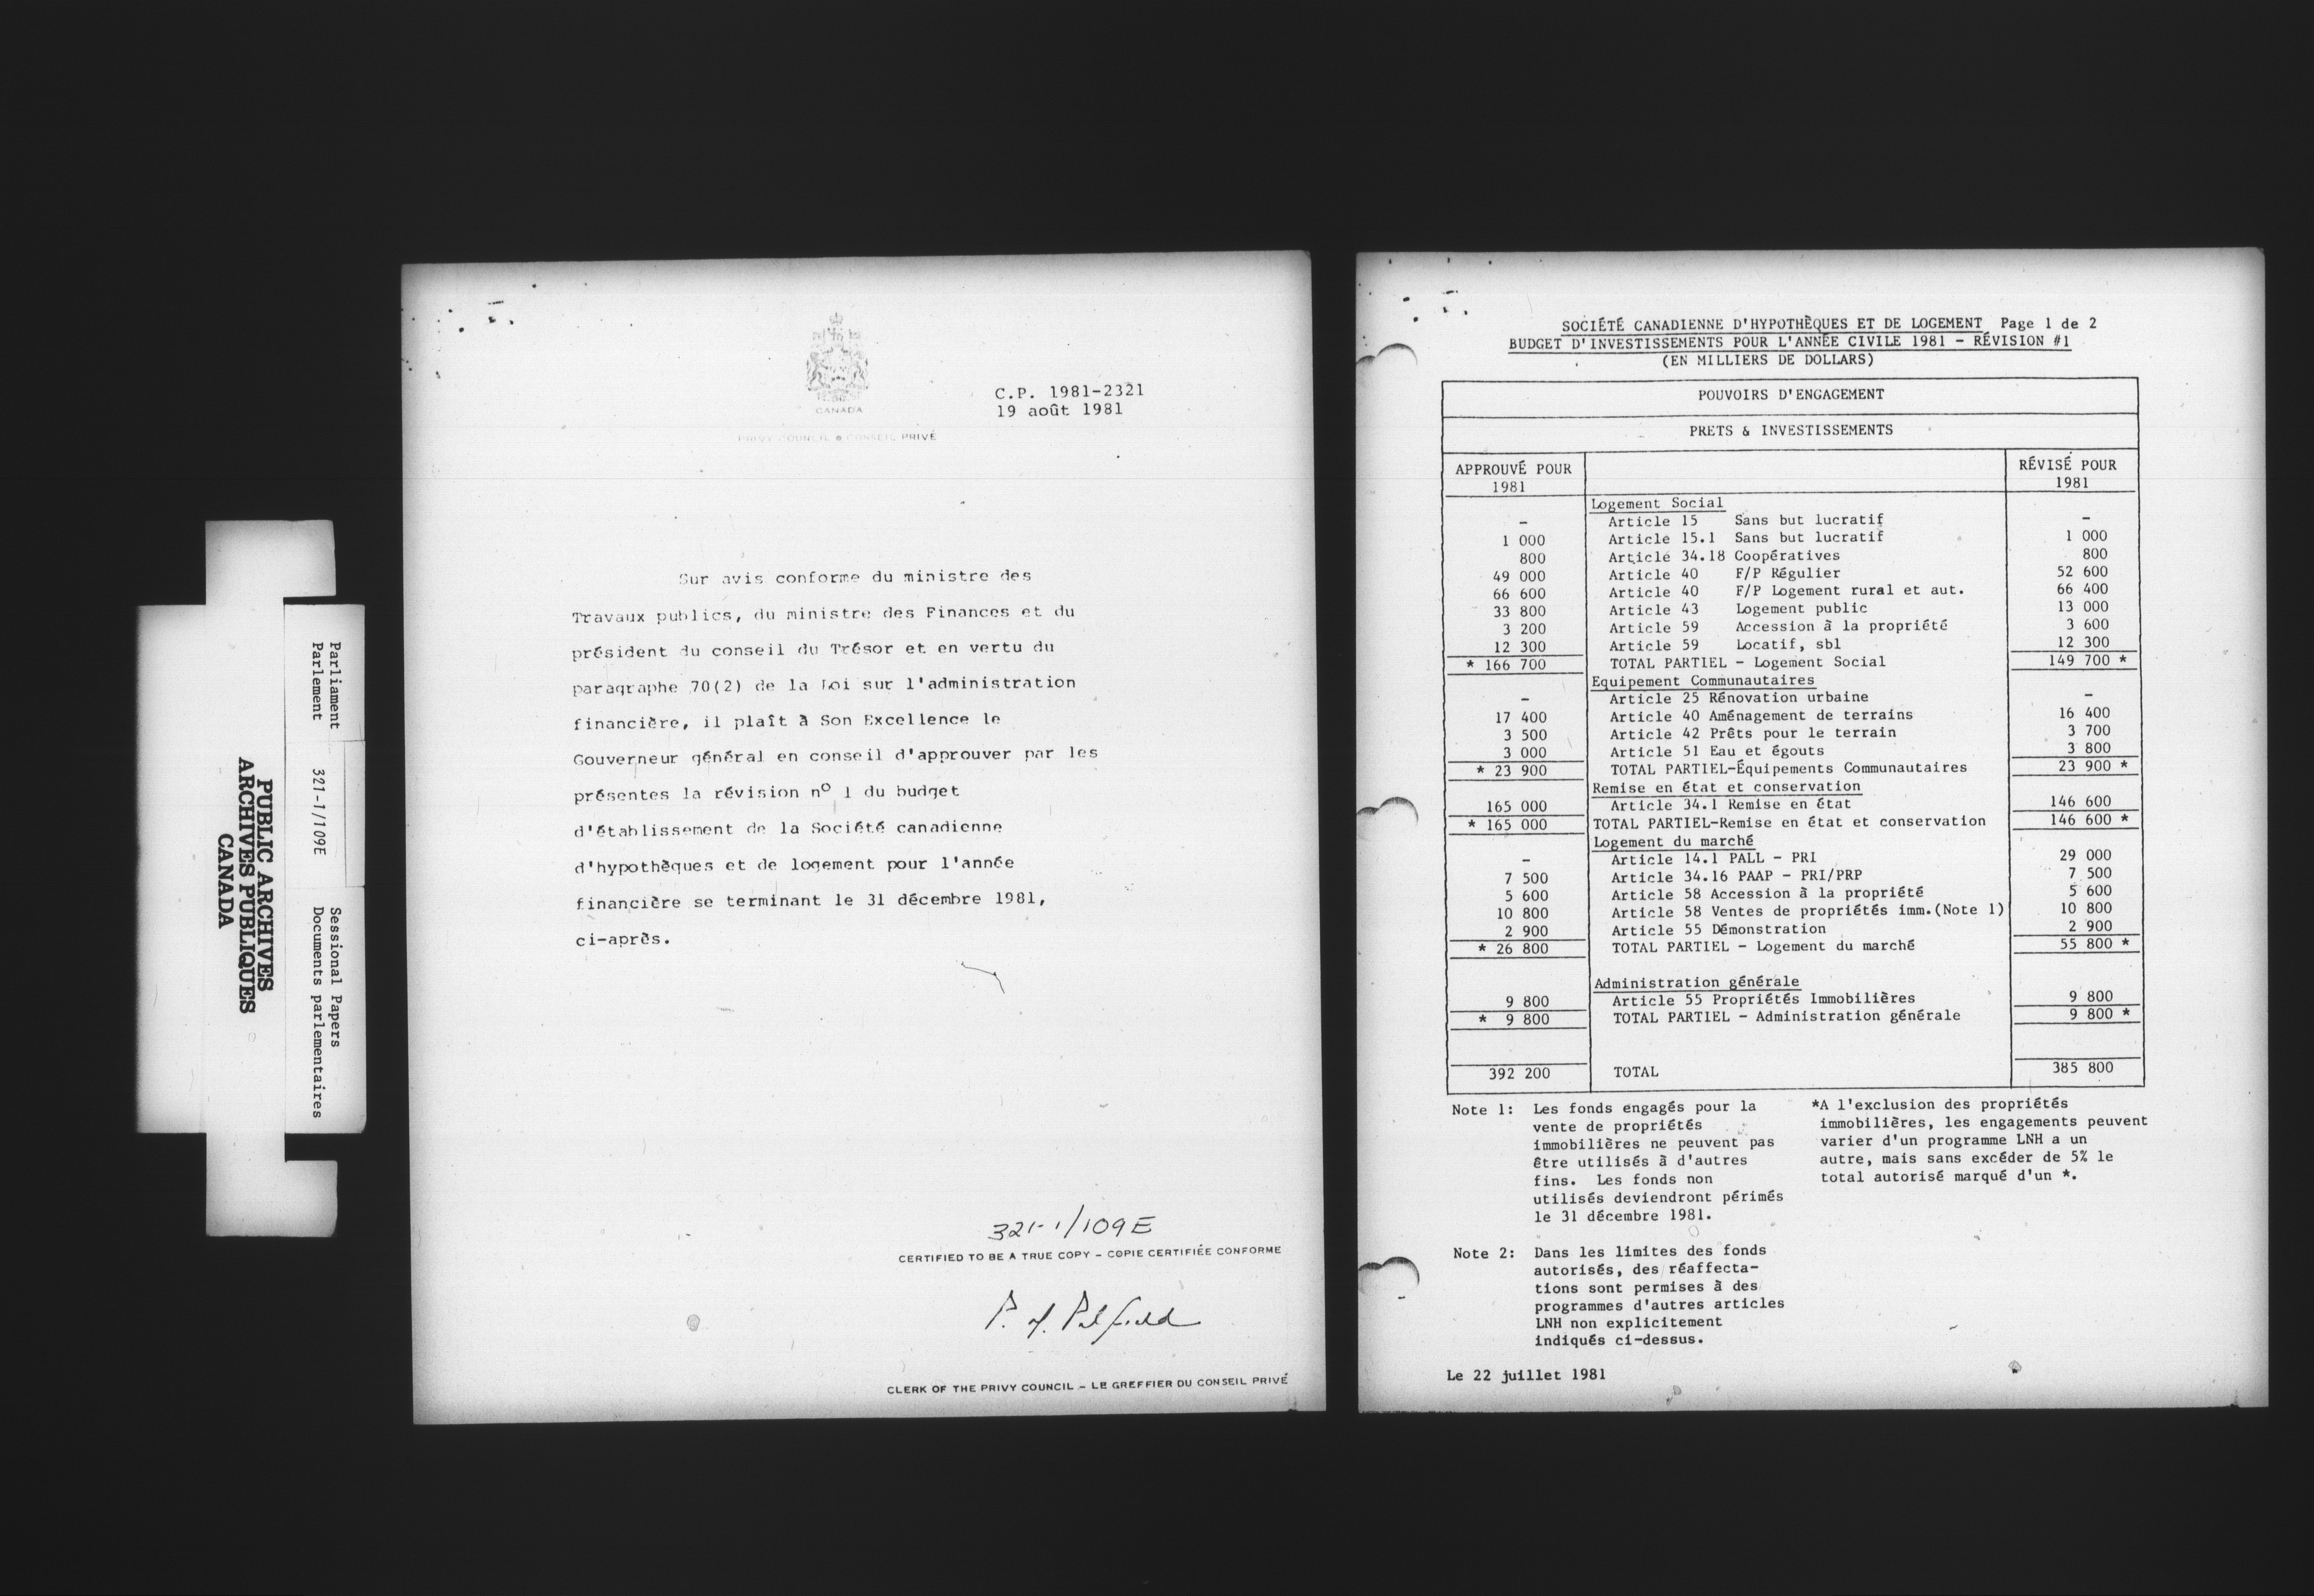 Parliament
Parlement
321-1/109E
Sessional Papers
Documents parlementaires
PUBLIC ARCHIVES
ARCHIVES PUBLIQUES
CANADA
CANADA
PRIVY COUNCIL CONSEIL PRIVÉ
C.P. 1981-2321
19 août 1981
Sur avis conforme du ministre des
Travaux publics, du ministre des Finances et du
président du conseil du Trésor et en vertu du
paragraphe 70(2) de la Loi sur l'administration
financière, il plaît à Son Excellence le
Gouverneur général en conseil d'approuver par les
présentes la révision nº 1 du budget
d'établissement de la Société canadienne
d'hypothèques et de logement pour l'année
financière se terminant le 31 décembre 1981,
ci-après.
321-1/109E
CERTIFIED TO BE A TRUE COPY – COPIE CERTIFIÉE CONFORME
CLERK OF THE PRIVY COUNCIL – LE GREFFIER DU CONSEIL PRIVÉ
SOCIÉTÉ CANADIENNE D'HYPOTHÈQUES ET DE LOGEMENT Page 1 de 2
BUDGET D'INVESTISSEMENTS POUR L'ANNÉE CIVILE 1981 - RÉVISION #1
(EN MILLIERS DE DOLLARS)
POUVOIRS D'ENGAGEMENT
PRETS & INVESTISSEMENTS
APPROUVÉ POUR RÉVISÉ POUR
1981 1981
Logement Social
- Article 15 Sans but lucratif -
1 000 Article 15.1 Sans but lucratif 1 000
800 Article 34.18 Coopératives 800
49 000 Article 40 F/P Régulier 52 600
66 600 Article 40 F/P Logement rural et aut. 66 400
33 800 Article 43 Logement public 13 000
3 200 Article 59 Accession à la propriété 3 600
12 300 Article 59 Locatif, sbl 12 300
* 166 700 TOTAL PARTIEL - Logement Social 149 700 *
Equipement Communautaires
- Article 25 Rénovation urbaine -
17 400 Article 40 Aménagement de terrains 16 400
3 500 Article 42 Prêts pour le terrain 3 700
3 000 Article 51 Eau et égouts 3 800
* 23 900 TOTAL PARTIEL-Équipements Communautaires 23 900 *
Remise en état et conservation
165 000 Article 34.1 Remise en état 146 600
* 165 000 TOTAL PARTIEL-Remise en état et conservation 146 600 *
Logement du marché
- Article 14.1 PALL - PRI 29 000
7 500 Article 34.16 PAAP - PRI/PRP 7 500
5 600 Article 58 Accession à la propriété 5 600
10 800 Article 58 Ventes de propriétés imm.(Note 1) 10 800
2 900 Article 55 Démonstration 2 900
* 26 800 TOTAL PARTIEL - Logement du marché 55 800 *
Administration générale
9 800 Article 55 Propriétés Immobilières 9 800
* 9 800 TOTAL PARTIEL - Administration générale 9 800 *
392 200 TOTAL 385 800
Note 1: Les fonds engagés pour la
vente de propriétés
immobilières ne peuvent pas
être utilisés à d'autres
fins. Les fonds non
utilisés deviendront périmés
le 31 décembre 1981.
*A l'exclusion des propriétés
immobilières, les engagements peuvent
varier d'un programme LNH a un
autre, mais sans excéder de 5% le
total autorisé marqué d'un *.
Note 2: Dans les limites des fonds
autorisés, des réaffecta-
tions sont permises à des
programmes d'autres articles
LNH non explicitement
indiqués ci-dessus.
Le 22 juillet 1981